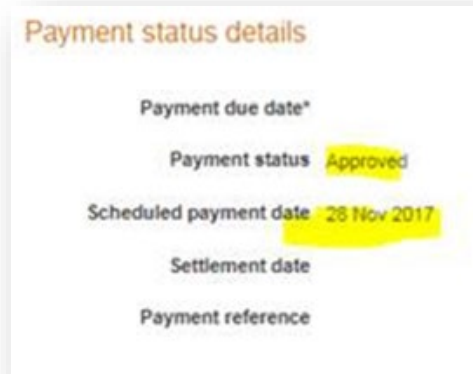 Payment status details
Payment due date*
Payment status Approved
Scheduled payment date 28 Nov 2017
Settlement date
Payment reference